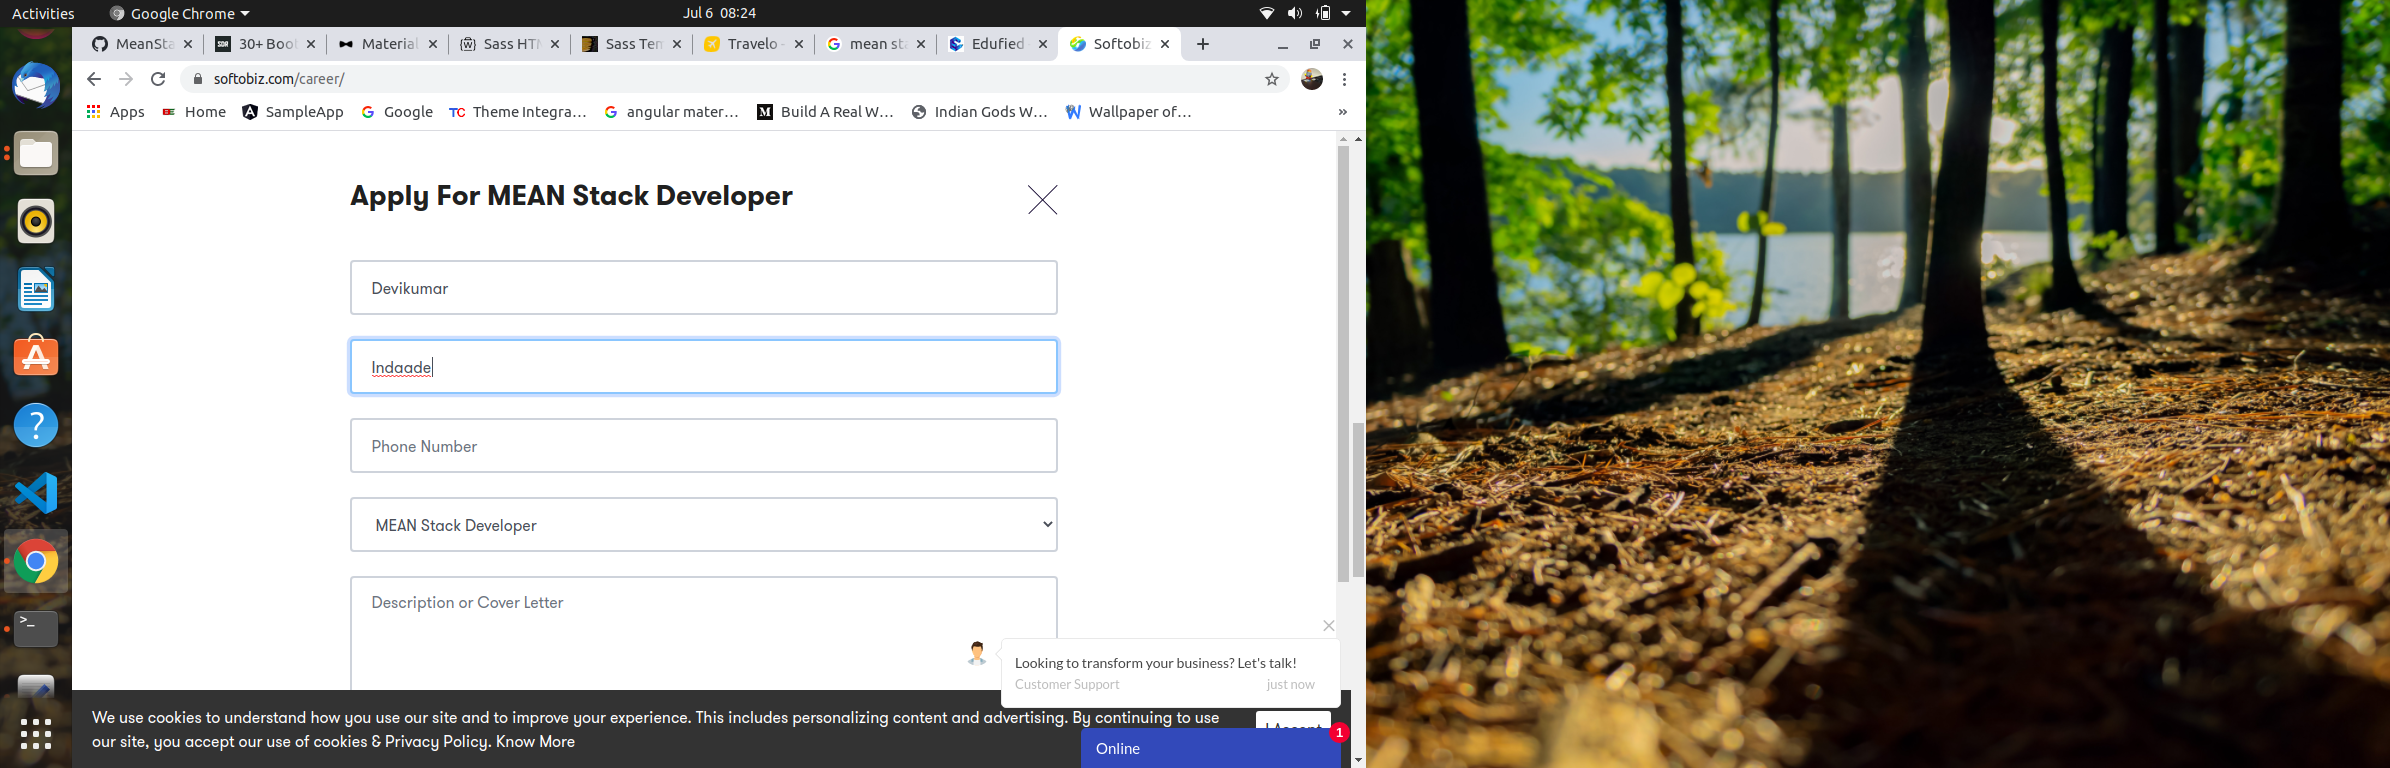 Activities
Google Chrome
Jul 6 08:24
MeanSta
30+ Boot
Material
Sass HTM
Sass Tem
Travelo -
mean sta
Edufied
Softobiz
softobiz.com/career/
Apps
Home
SampleApp
Google
Theme Integra...
angular mater...
Build A Real W...
Indian Gods W...
Wallpaper of...
»
Apply For MEAN Stack Developer
Devikumar
Indaade
Phone Number
MEAN Stack Developer
Description or Cover Letter
Looking to transform your business? Let's talk!
Customer Support just now
We use cookies to understand how you use our site and to improve your experience. This includes personalizing content and advertising. By continuing to use
our site, you accept our use of cookies & Privacy Policy. Know More
I Accept
1
Online